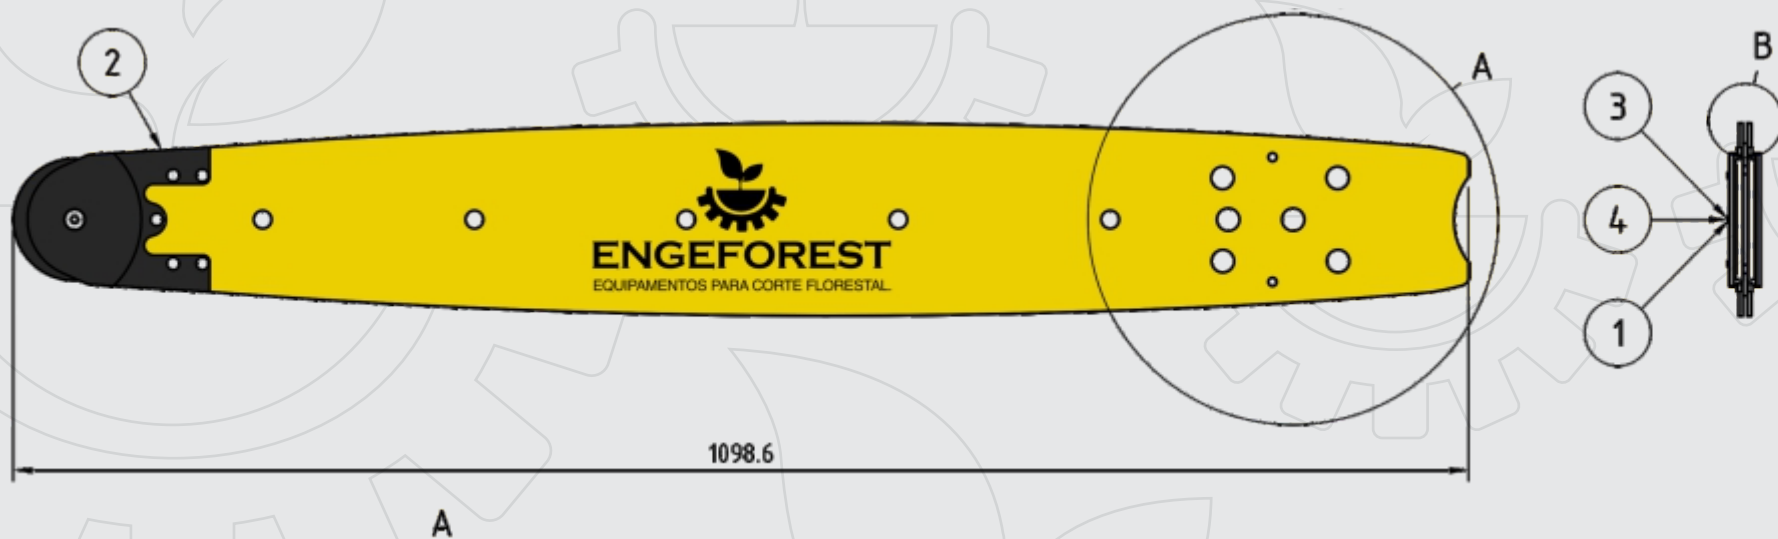 2
A
B
3
ENGEFOREST
EQUIPAMENTOS PARA CORTE FLORESTAL.
4
1
1098.6
A